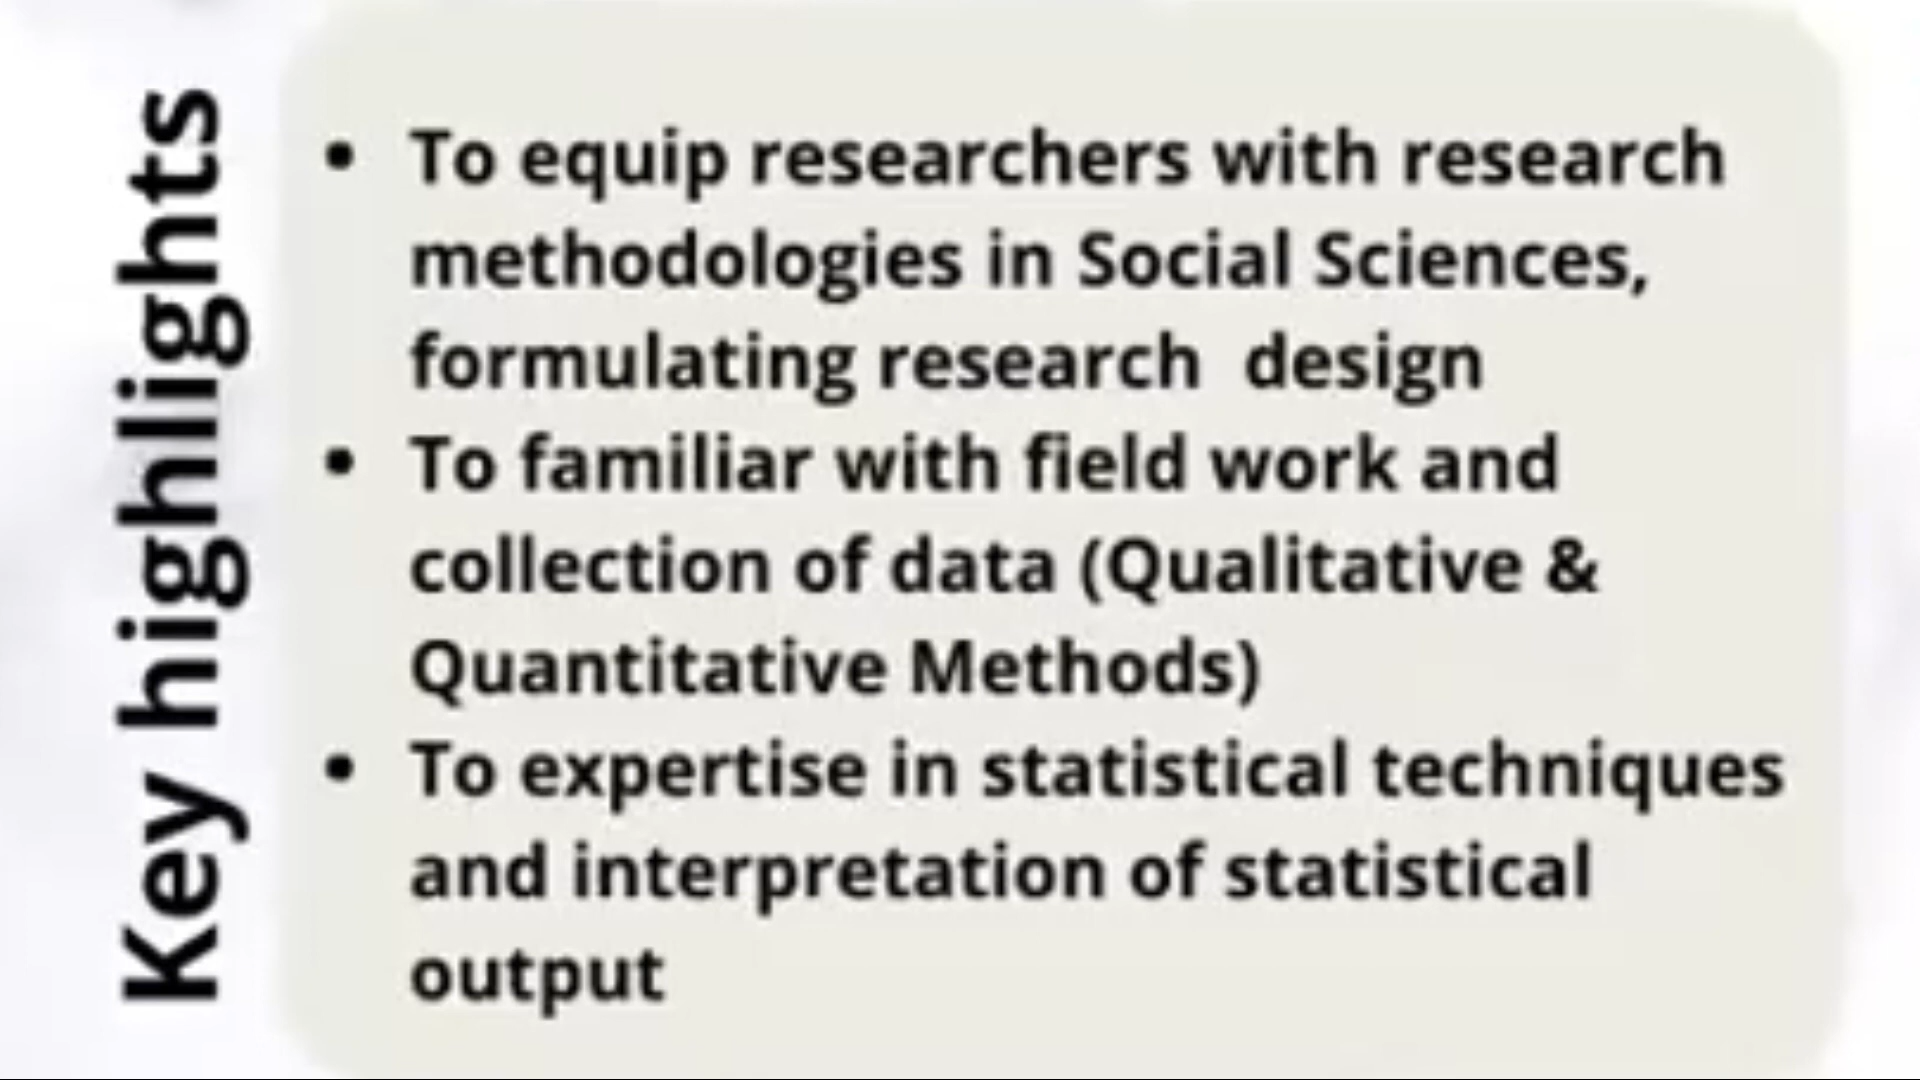 Key highlights
• To equip researchers with research
methodologies in Social Sciences,
formulating research  design
• To familiar with field work and
collection of data (Qualitative &
Quantitative Methods)
• To expertise in statistical techniques
and interpretation of statistical
output